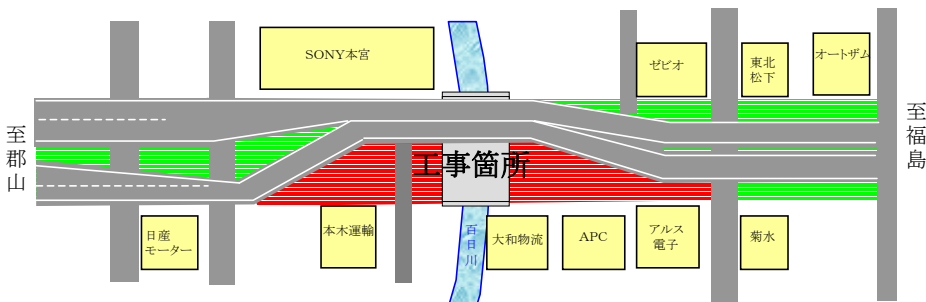 SONY本宮
ゼビオ
東北
松下
オートザム
至郡山
至福島
工事箇所
日産
モーター
本木運輸
百日川
大和物流
APC
アルス
電子
菊水